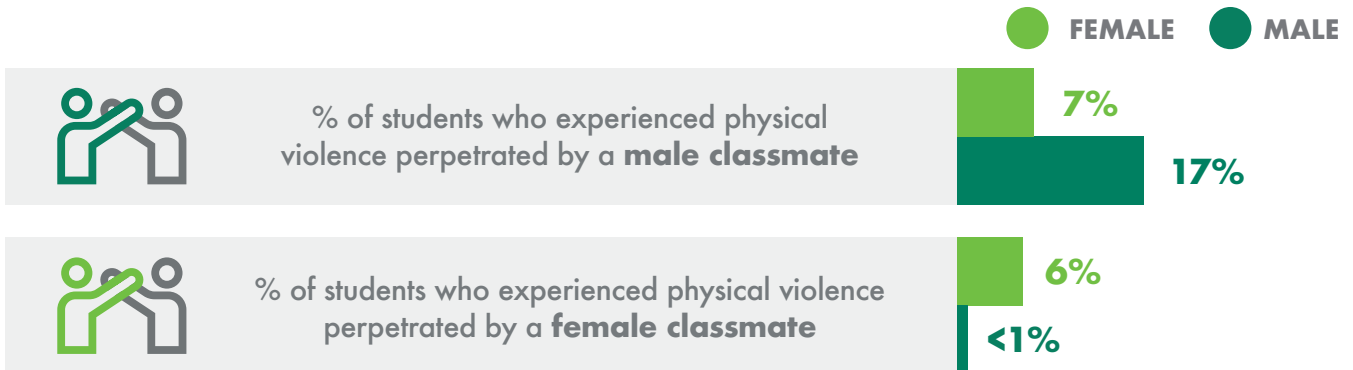 FEMALE MALE
% of students who experienced physical
violence perpetrated by a male classmate
7%
17%
% of students who experienced physical violence
perpetrated by a female classmate
6%
<1%